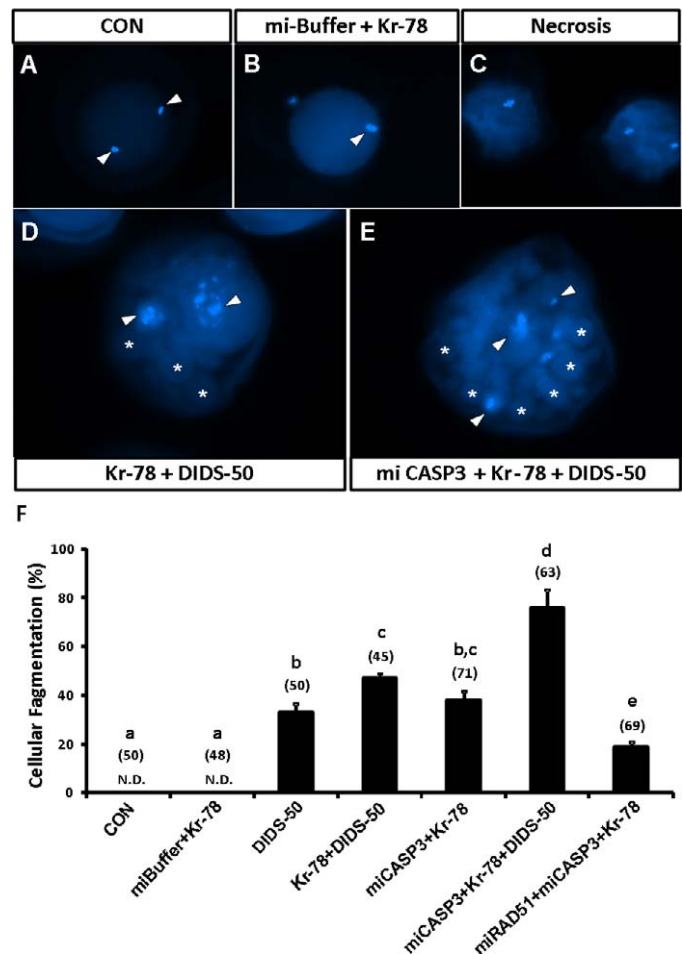 CON mi-Buffer + Kr-78 Necrosis
A B C
D E
* * * * * * * * *
Kr-78 + DIDS-50 mi CASP3 + Kr-78 + DIDS-50
F
Cellular Fagmentation (%)
100
80
60
40
20
0
a
(50)
N.D.
a
(48)
N.D.
b
(50)
c
(45)
b,c
(71)
d
(63)
e
(69)
CON
miBuffer+Kr-78
DIDS-50
Kr-78+DIDS-50
miCASP3+Kr-78
miCASP3+Kr-78+DIDS-50
miRAD51+miCASP3+Kr-78